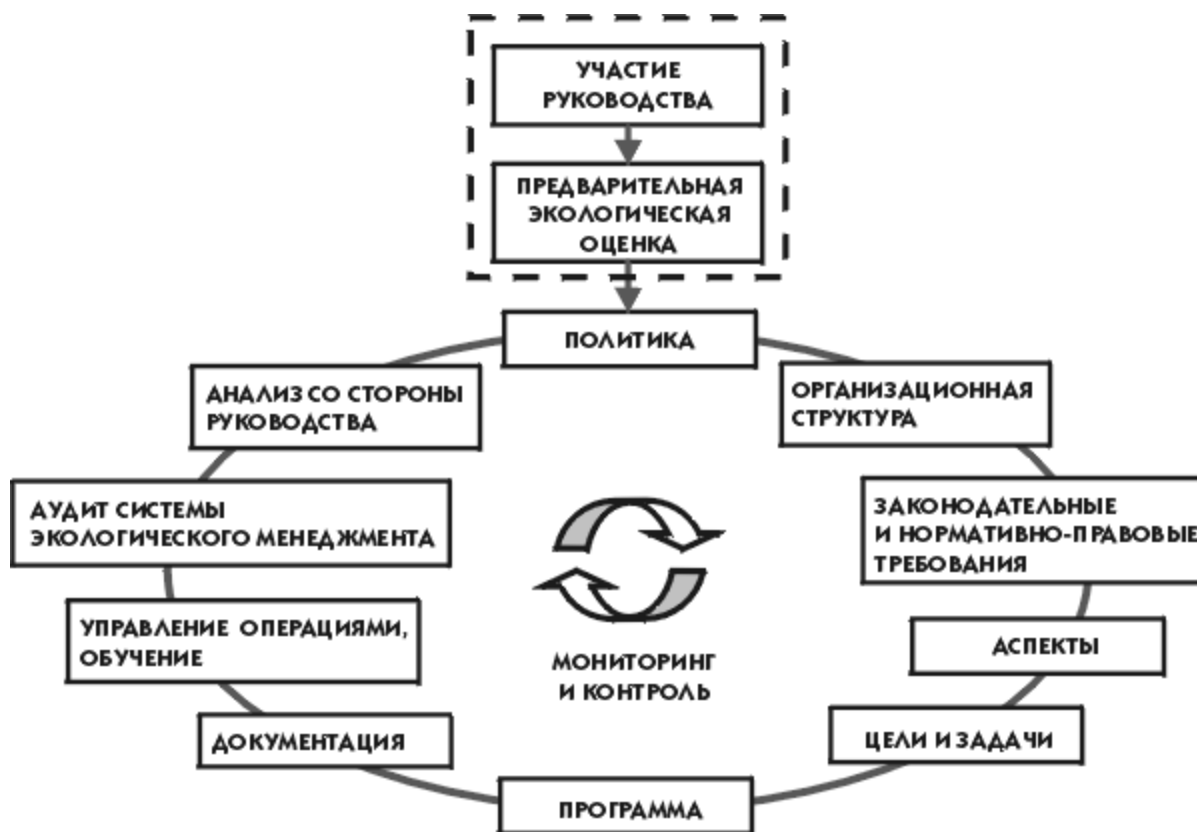 УЧАСТИЕ
РУКОВОДСТВА
ПРЕДВАРИТЕЛЬНАЯ
ЭКОЛОГИЧЕСКАЯ
ОЦЕНКА
ПОЛИТИКА
ОРГАНИЗАЦИОННАЯ
СТРУКТУРА
ЗАКОНОДАТЕЛЬНЫЕ
И НОРМАТИВНО-ПРАВОВЫЕ
ТРЕБОВАНИЯ
АСПЕКТЫ
ЦЕЛИ И ЗАДАЧИ
ПРОГРАММА
ДОКУМЕНТАЦИЯ
УПРАВЛЕНИЕ ОПЕРАЦИЯМИ,
ОБУЧЕНИЕ
АУДИТ СИСТЕМЫ
ЭКОЛОГИЧЕСКОГО МЕНЕДЖМЕНТА
АНАЛИЗ СО СТОРОНЫ
РУКОВОДСТВА
МОНИТОРИНГ
И КОНТРОЛЬ